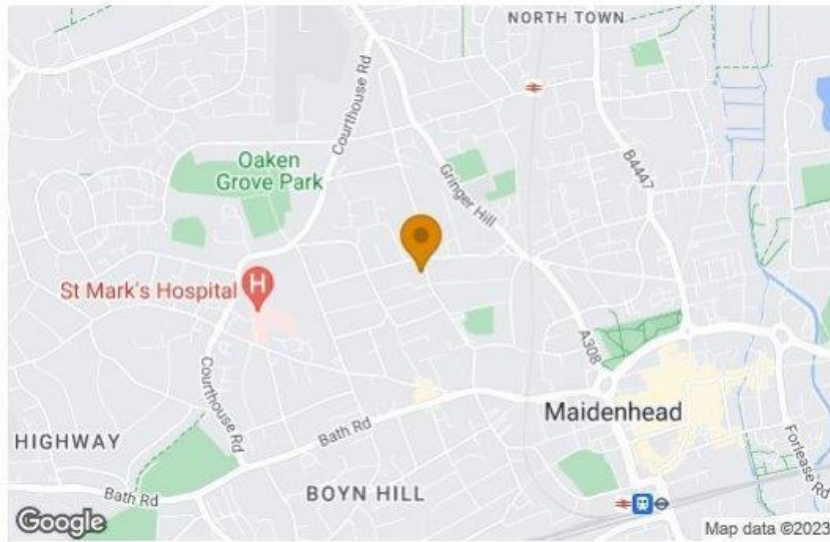 NORTH TOWN
Courthouse Rd
Oaken
Grove Park
Gringer Hill
B4447
St Mark's Hospital
H
A308
Courthouse Rd
Bath Rd
Maidenhead
HIGHWAY
Forlease Rd
Bath Rd
BOYN HILL
Google
Map data ©2023